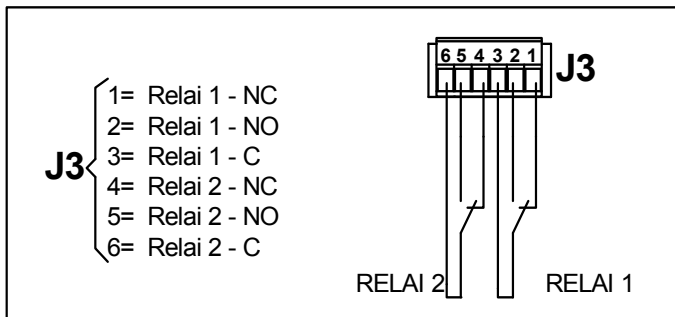 J3
1= Relai 1 - NC
2= Relai 1 - NO
3= Relai 1 - C
4= Relai 2 - NC
5= Relai 2 - NO
6= Relai 2 - C
6 5 4 3 2 1
J3
RELAI 2
RELAI 1